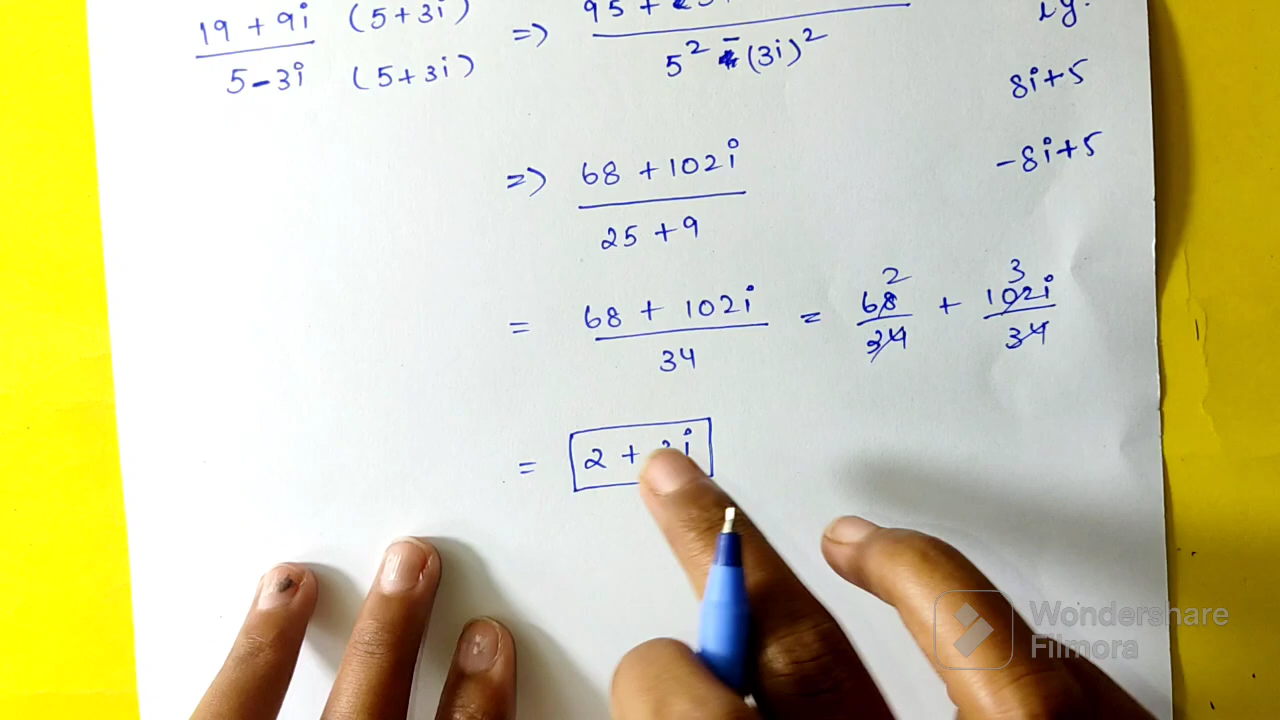 19 + 9i (5+3i) => 95 +
5 - 3i (5+3i) 5² - (3i)²
8i+5
-8i+5
=> 68 + 102i
25 + 9
= 68 + 102i = 68 2 + 102i 3
34 34 34
= 2 + 3i
Wondershare
Filmora